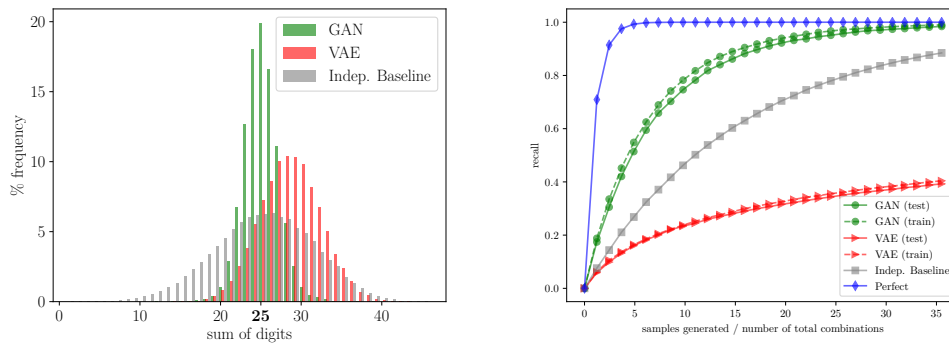 20
15
10
5
0
% frequency
GAN
VAE
Indep. Baseline
0
10
20
25
30
40
sum of digits
1.0
0.8
0.6
0.4
0.2
0.0
recall
GAN (test)
GAN (train)
VAE (test)
VAE (train)
Indep. Baseline
Perfect
0
5
10
15
20
25
30
35
samples generated / number of total combinations